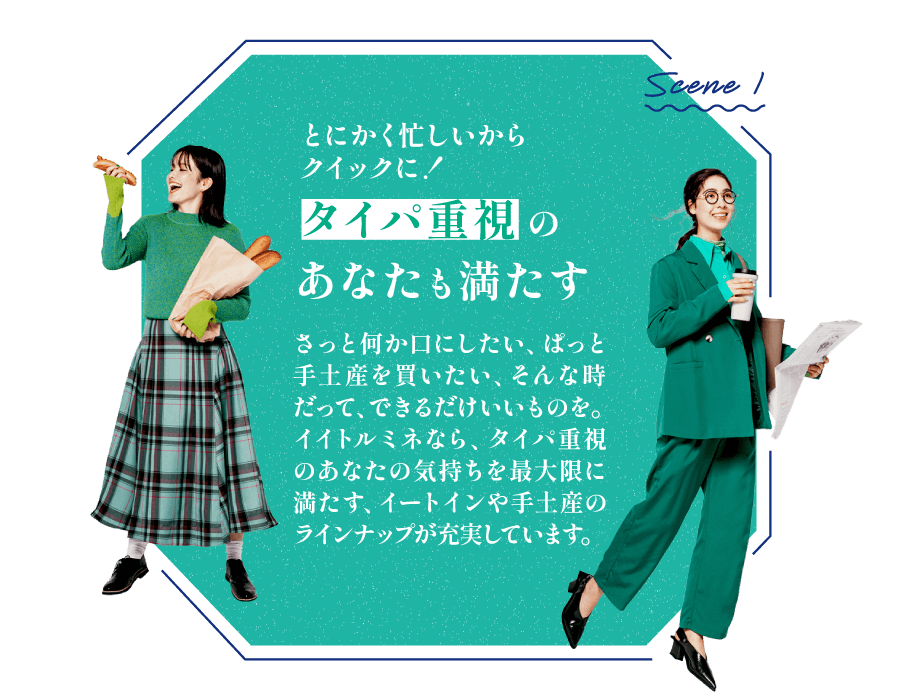 Scene 1
とにかく忙しいから
クイックに！
タイパ重視の
あなたも満たす
さっと何か口にしたい、ぱっと
手土産を買いたい、そんな時
だって、できるだけいいものを。
イイトルミネなら、タイパ重視
のあなたの気持ちを最大限に
満たす、イートインや手土産の
ラインナップが充実しています。